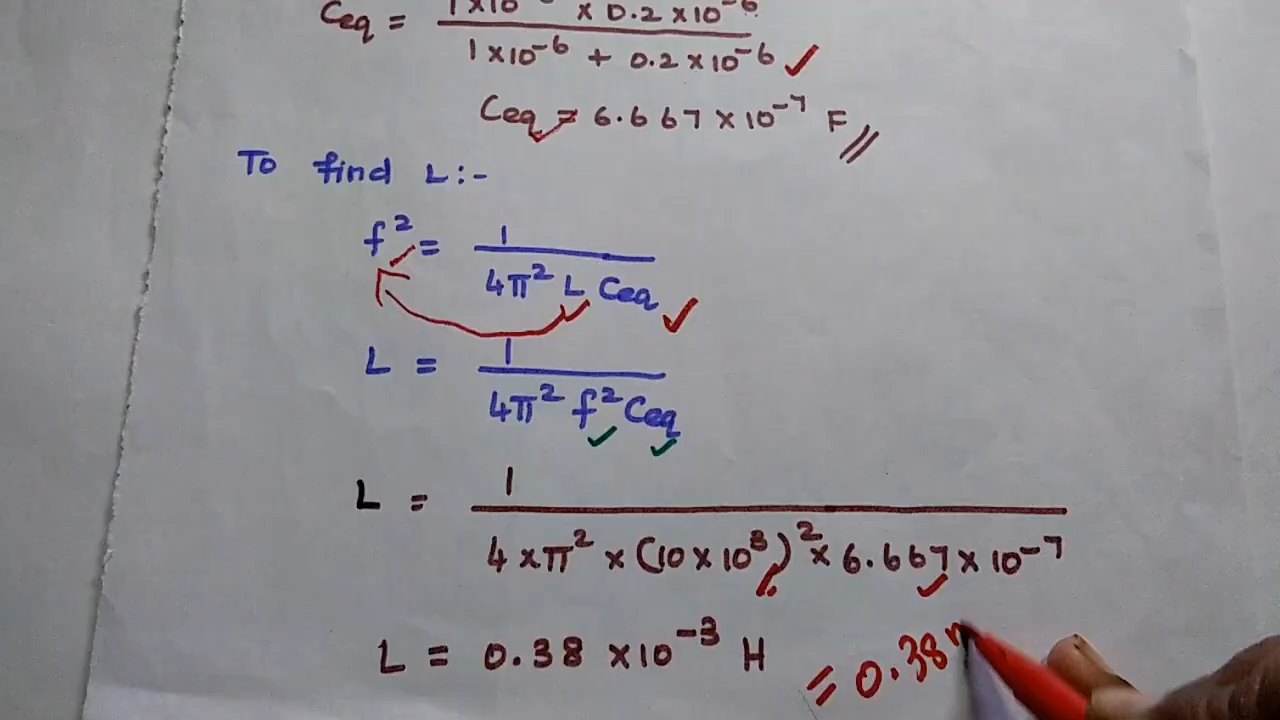 Ceq = 1 x 10 x 0.2 x 10⁻⁶ / 1 x 10⁻⁶ + 0.2 x 10⁻⁶
Ceq = 6.667 x 10⁻⁷ F
To find L:-
f² = 1 / 4π² L Ceq
L = 1 / 4π² f² Ceq
L = 1 / 4 x π² x (10 x 10³)² x 6.667 x 10⁻⁷
L = 0.38 x 10⁻³ H = 0.38